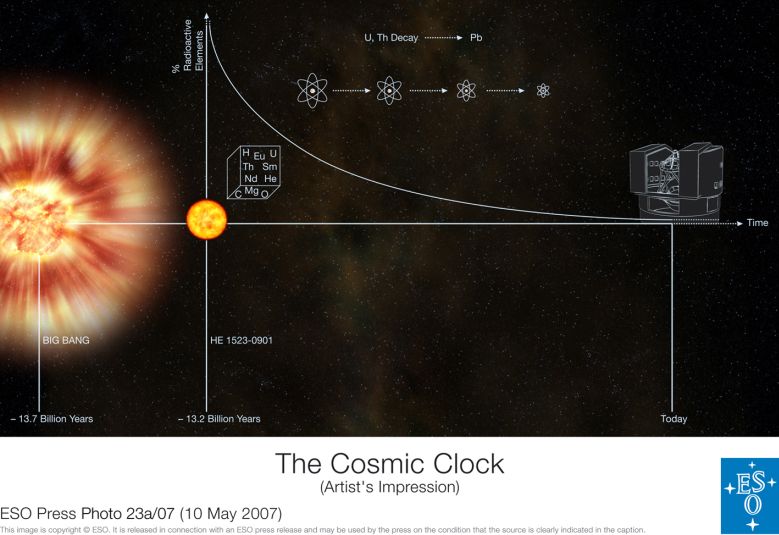 %
Radioactive
Elements
U, Th Decay
Pb
H Eu U
Th Sm
Nd He
C Mg O
Time
BIG BANG
HE 1523-0901
– 13.7 Billion Years
– 13.2 Billion Years
Today
The Cosmic Clock
(Artist's Impression)
ESO Press Photo 23a/07 (10 May 2007)
This image is copyright © ESO. It is released in connection with an ESO press release and may be used by the press on the condition that the source is clearly indicated in the caption.
ES
O